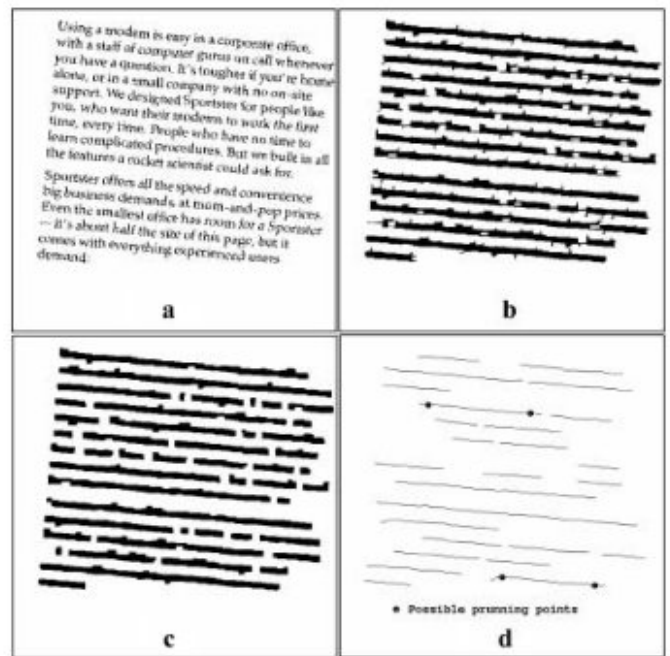 Using a modem is easy in a corporate office,
with a staff of computer gurus on call whenever
you have a question. It's tougher if you're home
alone, or in a small company with no on-site
support. We designed Sportster for people like
you, who want their modems to work the first
time, every time. People who have no time to
learn complicated procedures. But we built in all
the features a rocket scientist could ask for.
Sportster offers all the speed and convenience
big business demands, at mom-and-pop prices.
Even the smallest office has room for a Sportster
— it's about half the size of this page, but it
comes with everything experienced users
demand.
a
b
c
● Possible prunning points
d